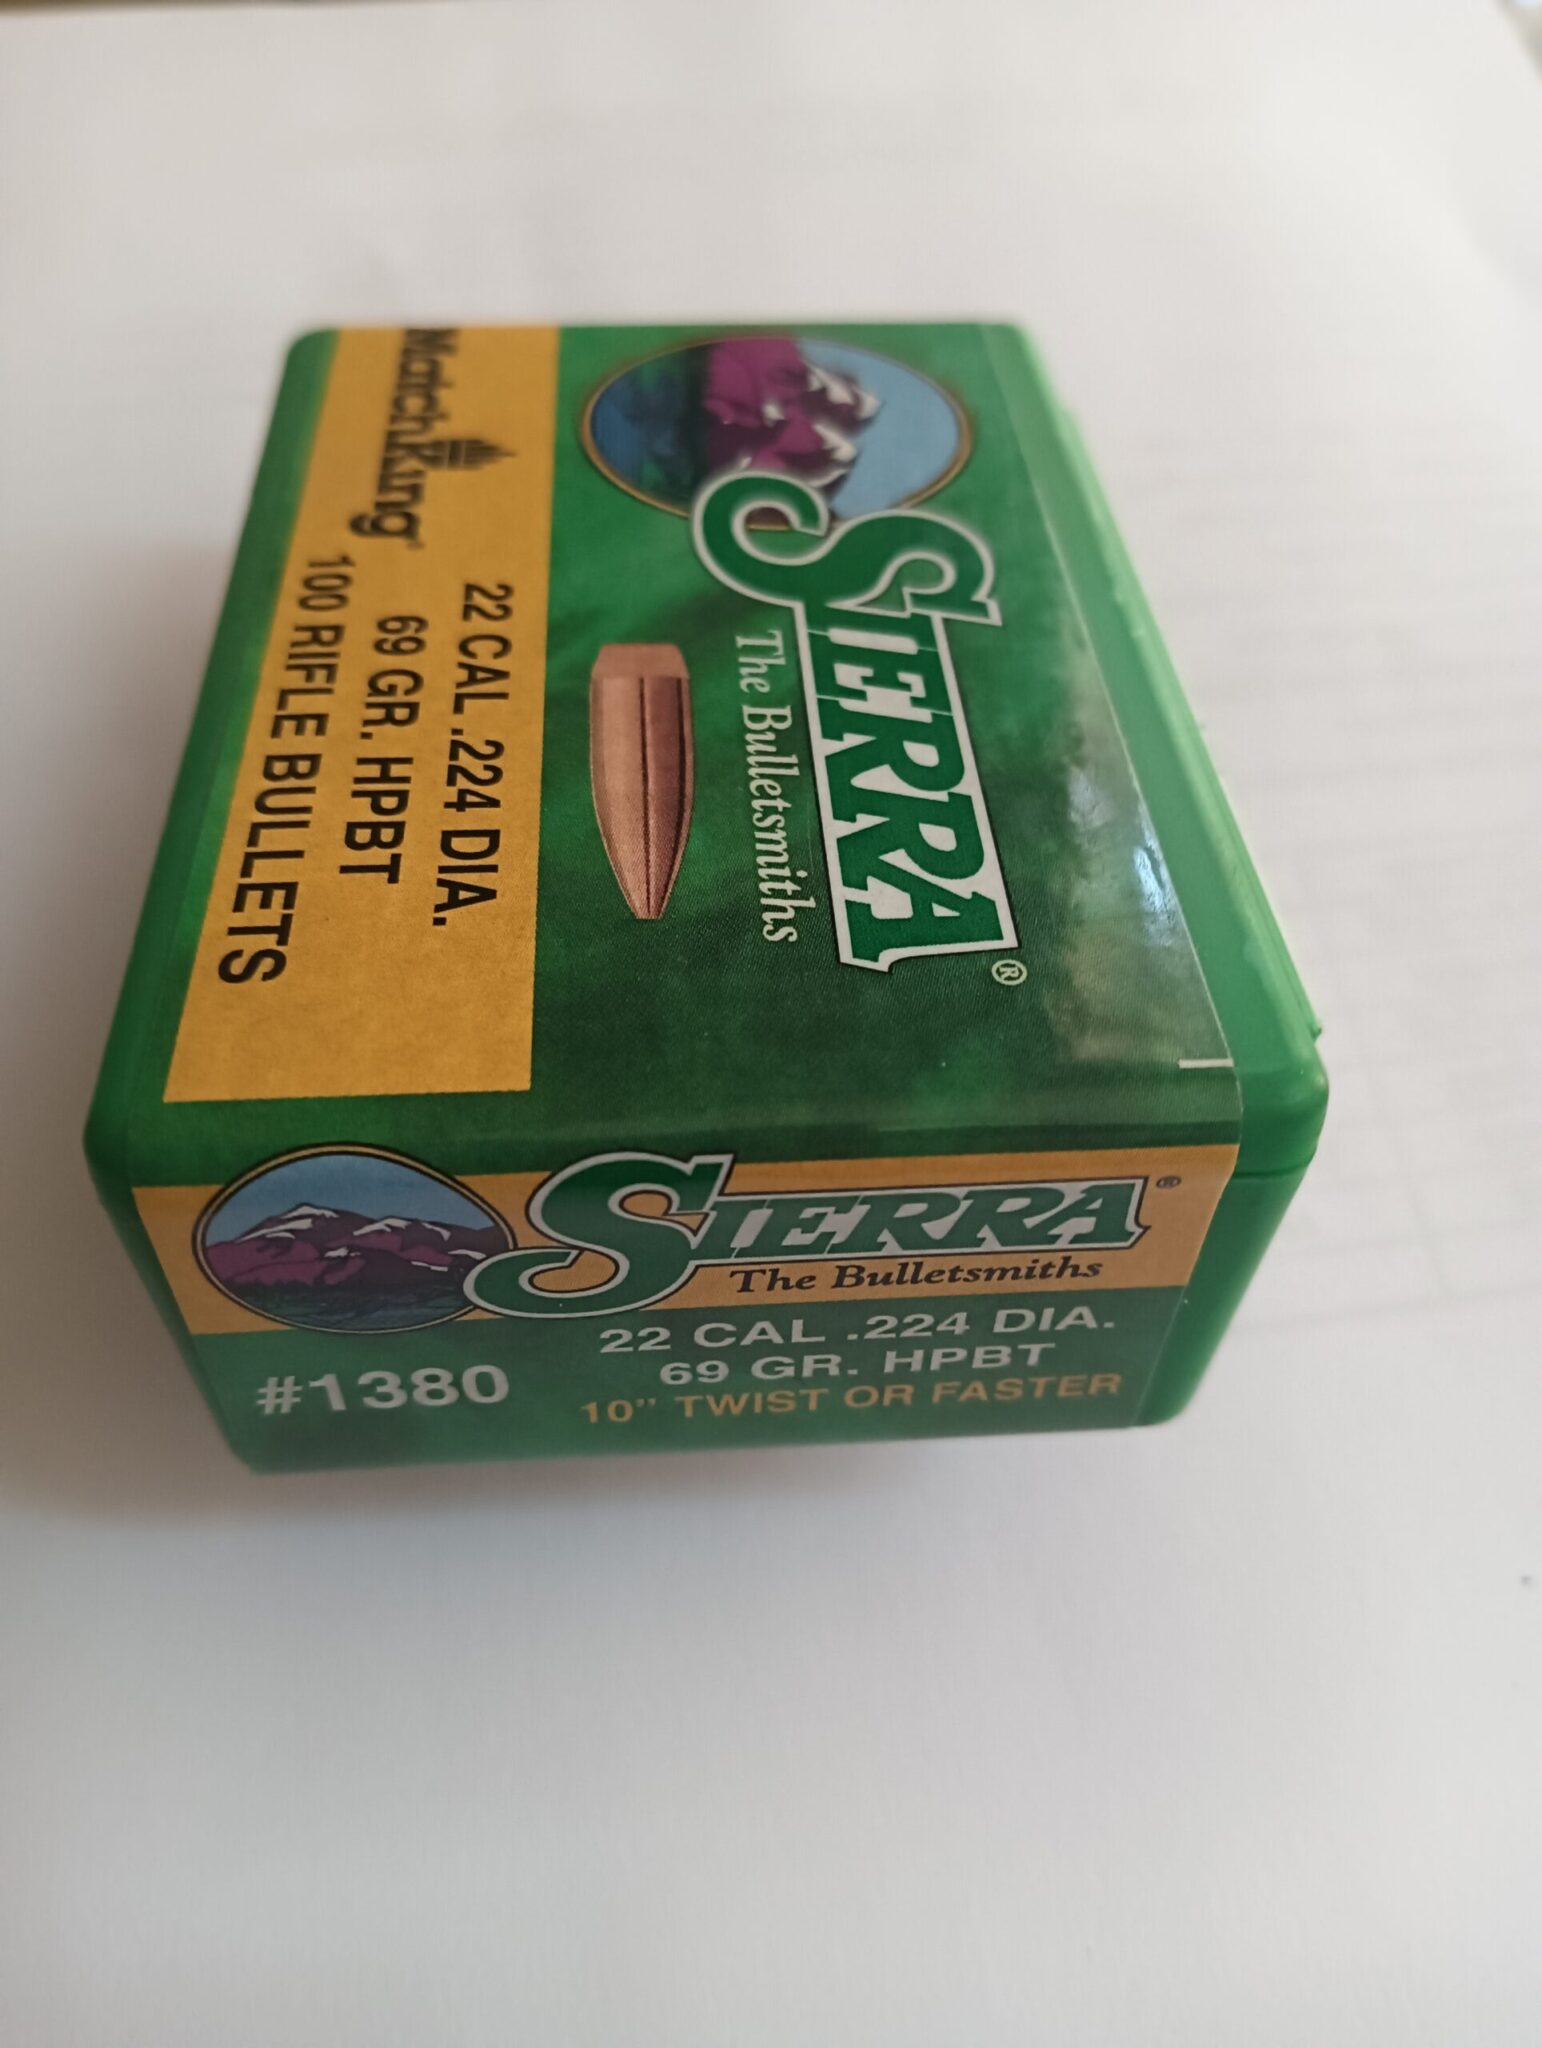 SIERRA®
The Bulletsmiths
MatchKing®
22 CAL .224 DIA.
69 GR. HPBT
100 RIFLE BULLETS
SIERRA®
The Bulletsmiths
#1380
22 CAL .224 DIA.
69 GR. HPBT
10” TWIST OR FASTER